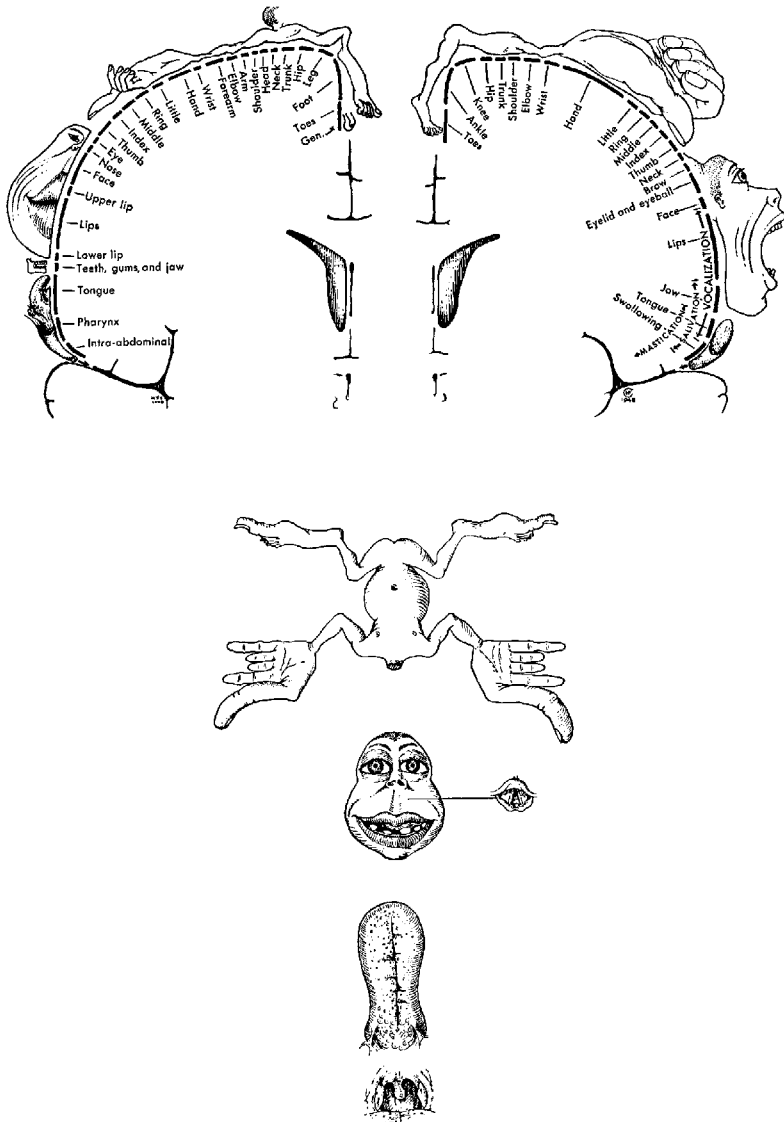 Leg
Hip
Trunk
Neck
Head
Shoulder
Arm
Elbow
Forearm
Wrist
Hand
Little
Ring
Middle
Index
Thumb
Eye
Nose
Face
Upper lip
Lips
Lower lip
Teeth, gums, and jaw
Tongue
Pharynx
Intra-abdominal
Foot
Toes
Gen.
Toes
Ankle
Knee
Hip
Trunk
Shoulder
Elbow
Wrist
Hand
Little
Ring
Middle
Index
Thumb
Neck
Brow
Eyelid and eyeball
Face
Lips
VOCALIZATION
Jaw
Tongue
Swallowing
SALIVATION
MASTICATION